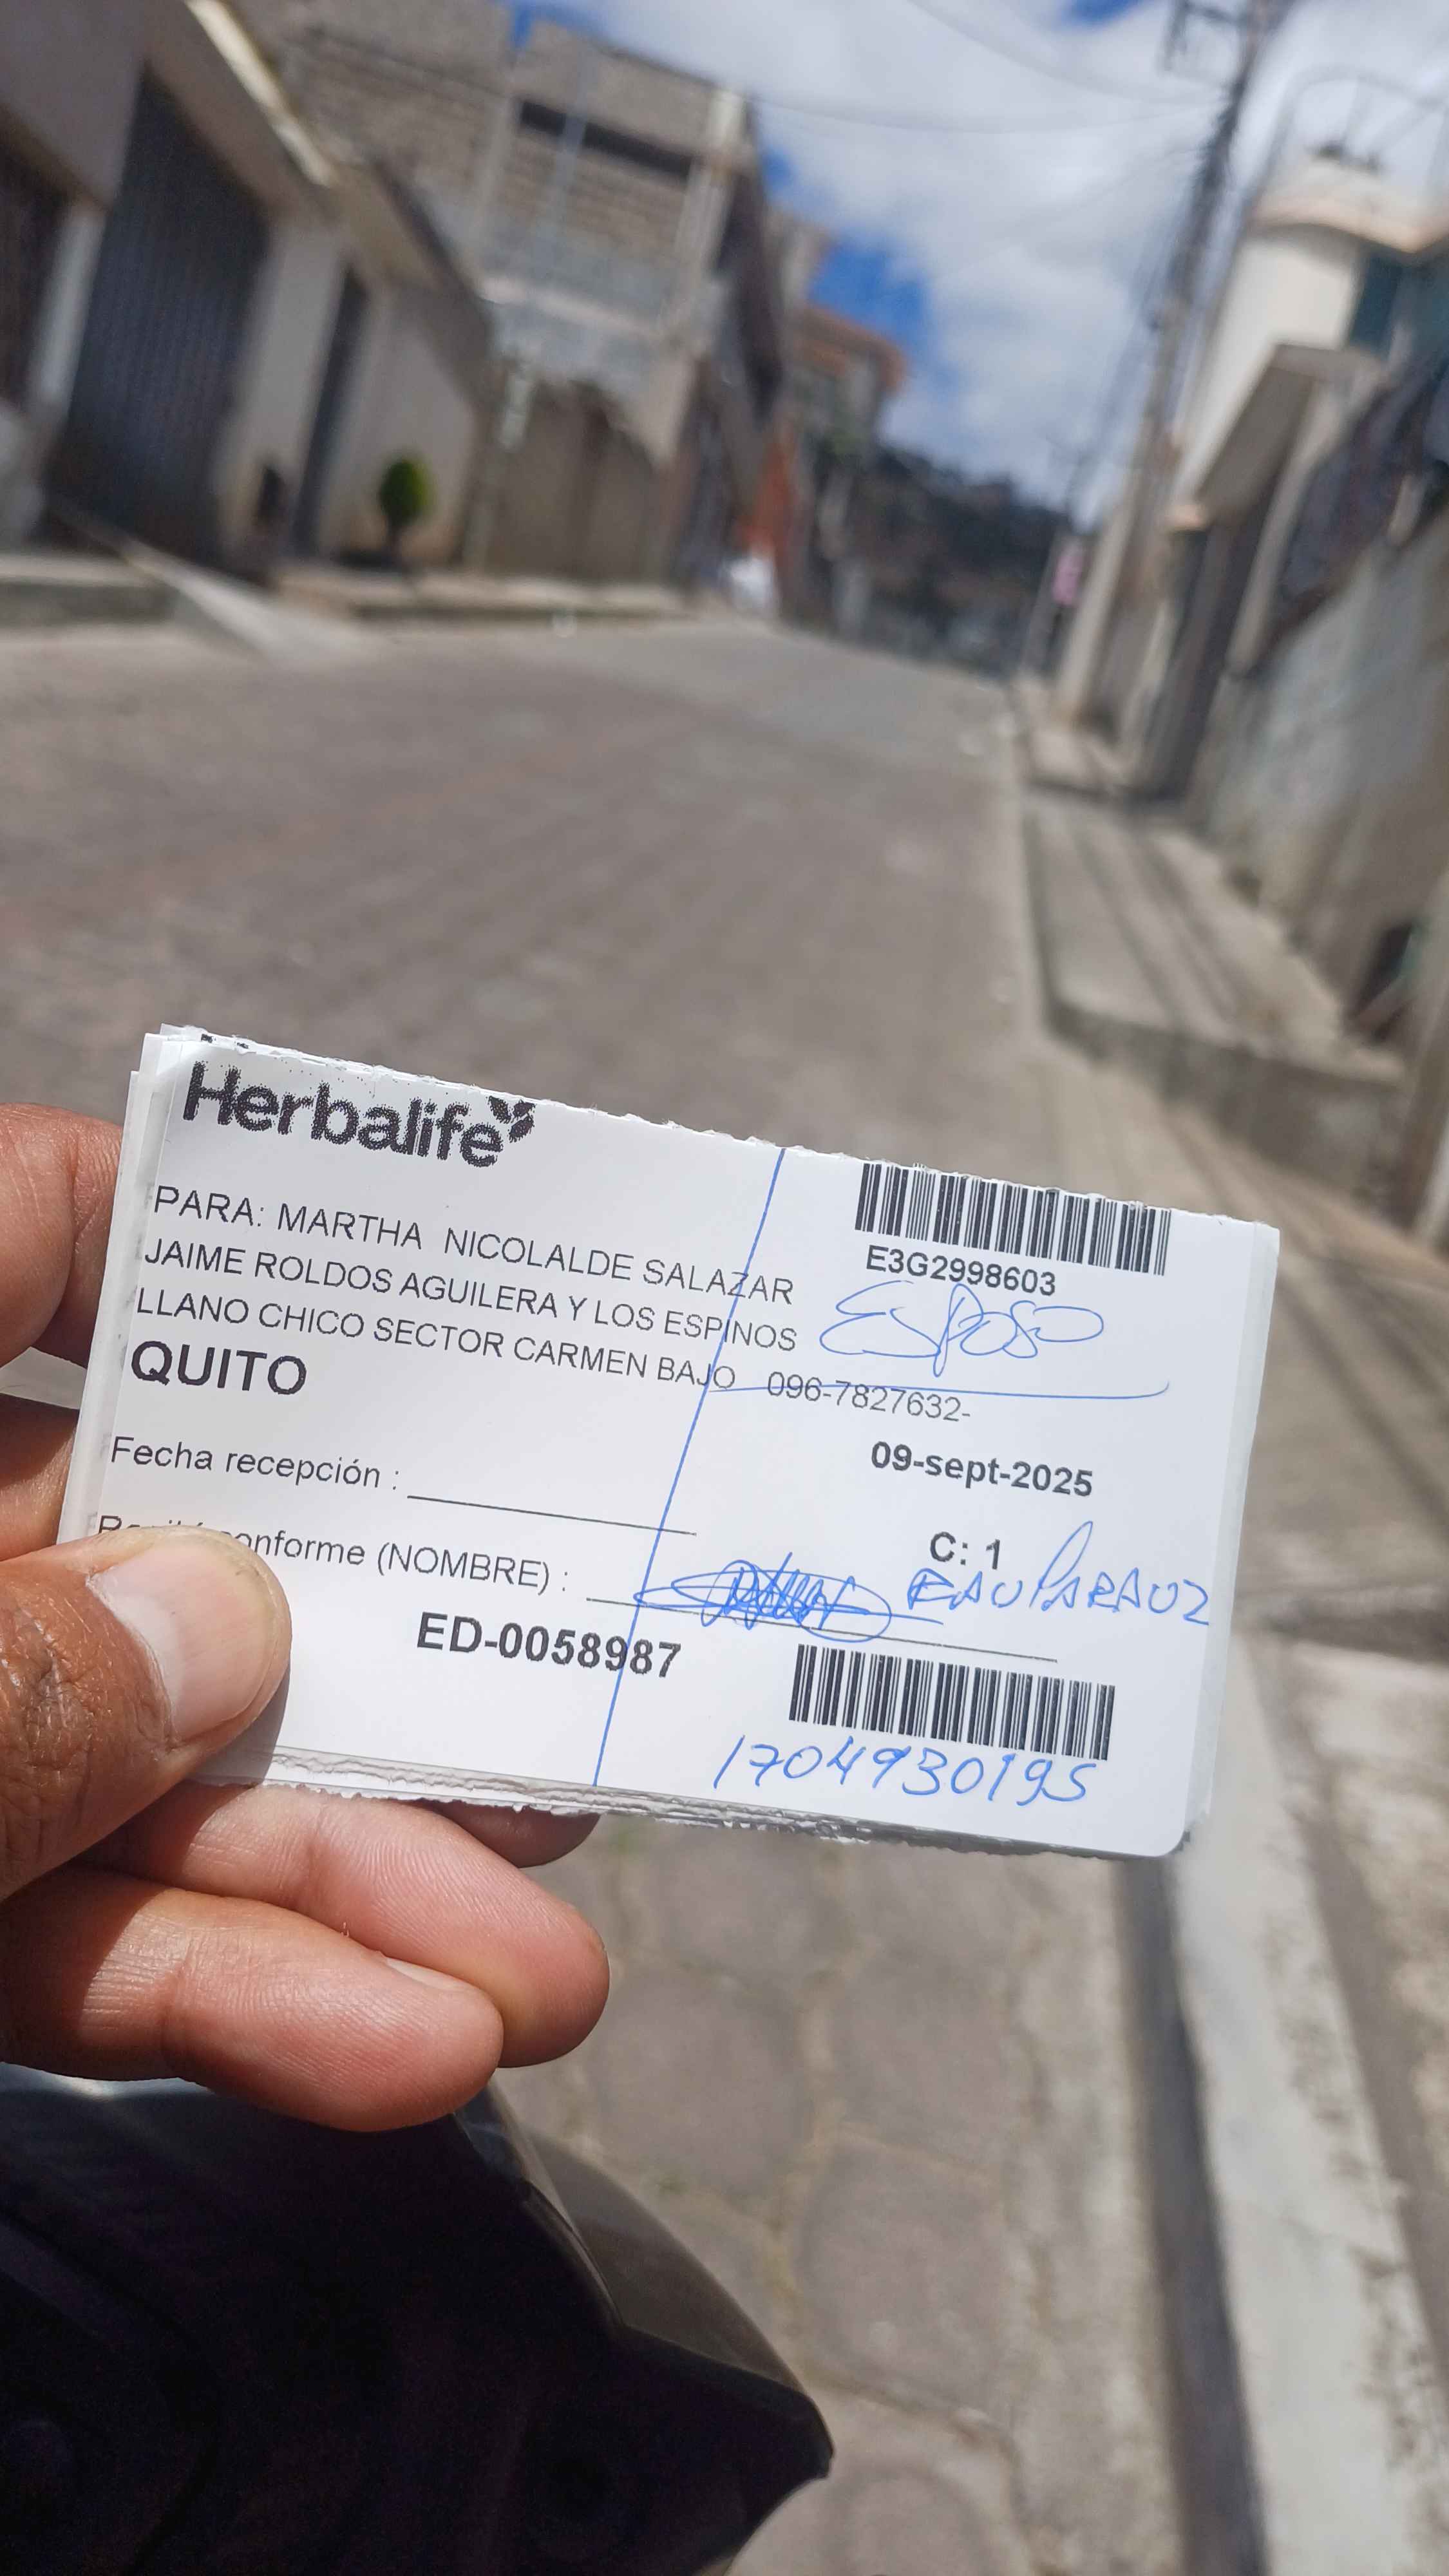 Herbalife
E3G2998603
PARA: MARTHA NICOLALDE SALAZAR
JAIME ROLDOS AGUILERA Y LOS ESPINOS
ESPOSO
LLANO CHICO SECTOR CARMEN BAJO 096-7827632-
QUITO
09-sept-2025
Fecha recepción :
C: 1
conforme (NOMBRE) :
ARAUZ
ED-0058987
1704930195